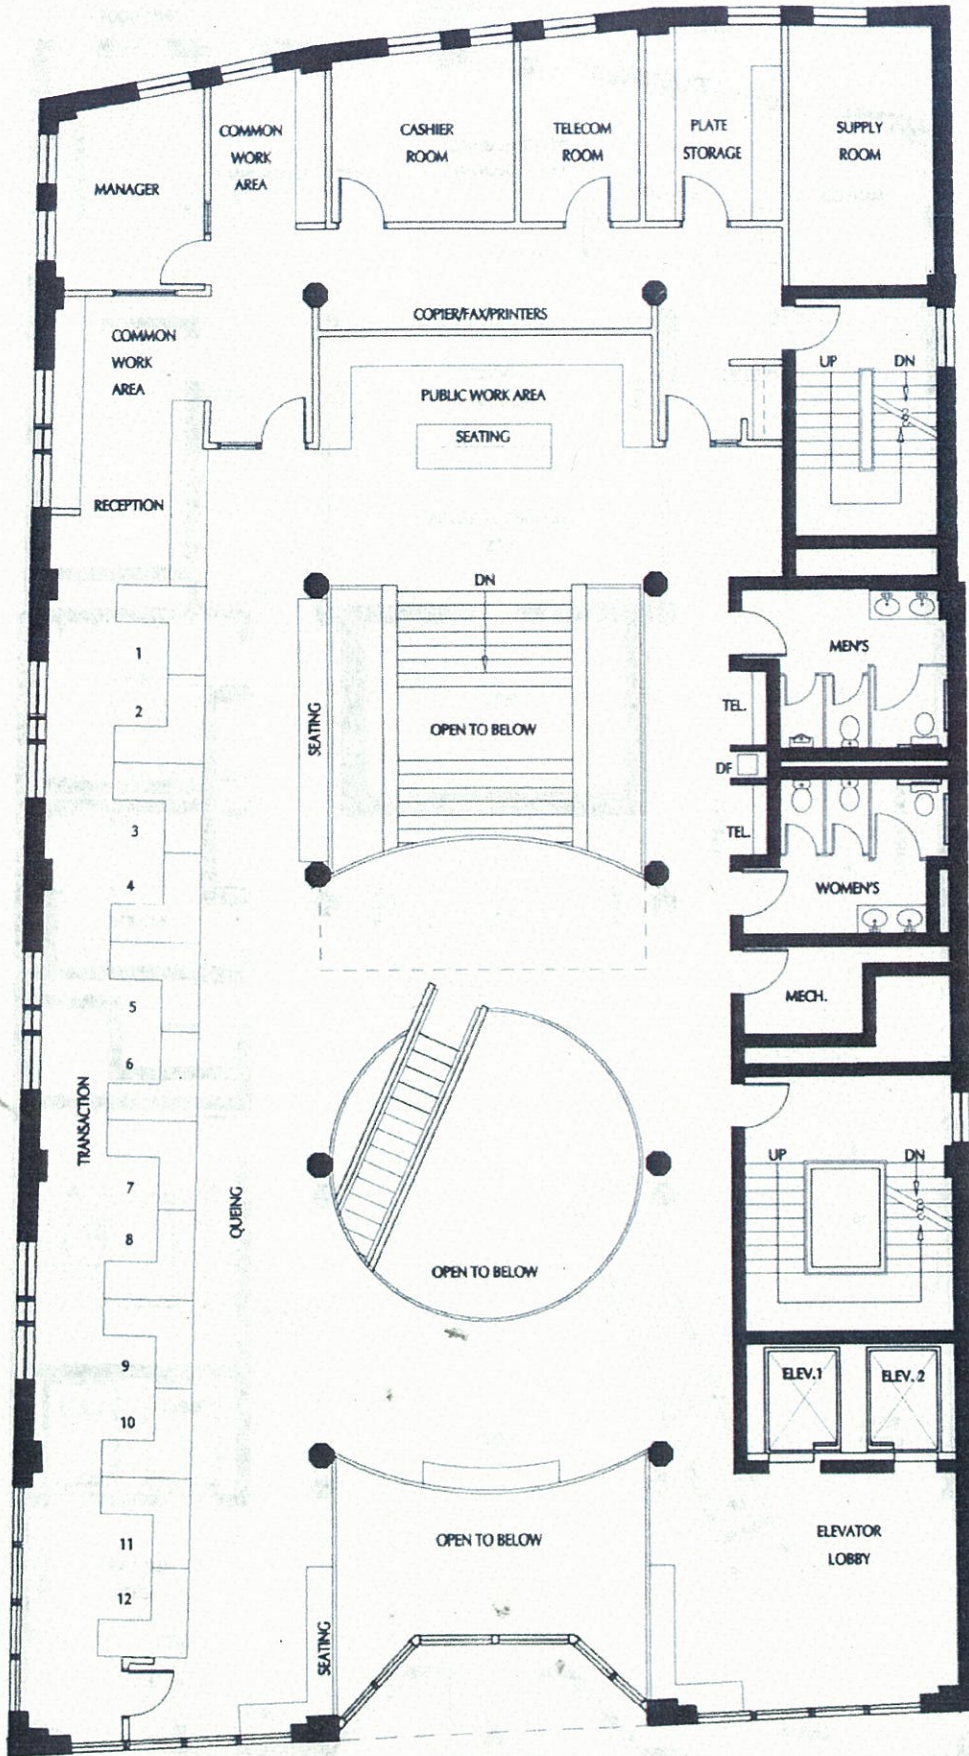 COMMON
WORK
AREA
CASHIER
ROOM
TELECOM
ROOM
PLATE
STORAGE
SUPPLY
ROOM
MANAGER
COPIER/FAX/PRINTERS
COMMON
WORK
AREA
UP
DN
PUBLIC WORK AREA
SEATING
RECEPTION
DN
MEN'S
1
2
TEL.
SEATING
OPEN TO BELOW
DF
3
TEL.
4
WOMEN'S
5
MECH.
6
TRANSACTION
7
UP
DN
QUEING
8
OPEN TO BELOW
9
ELEV.1
ELEV. 2
10
11
OPEN TO BELOW
ELEVATOR
LOBBY
12
SEATING